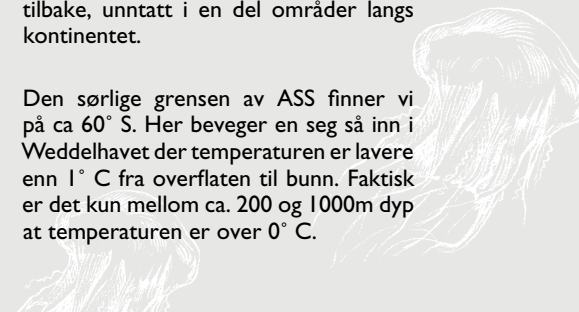 tilbake, unntatt i en del områder langs
kontinentet.
Den sørlige grensen av ASS finner vi
på ca 60˚ S. Her beveger en seg så inn i
Weddelhavet der temperaturen er lavere
enn 1˚ C fra overflaten til bunn. Faktisk
er det kun mellom ca. 200 og 1000m dyp
at temperaturen er over 0˚ C.